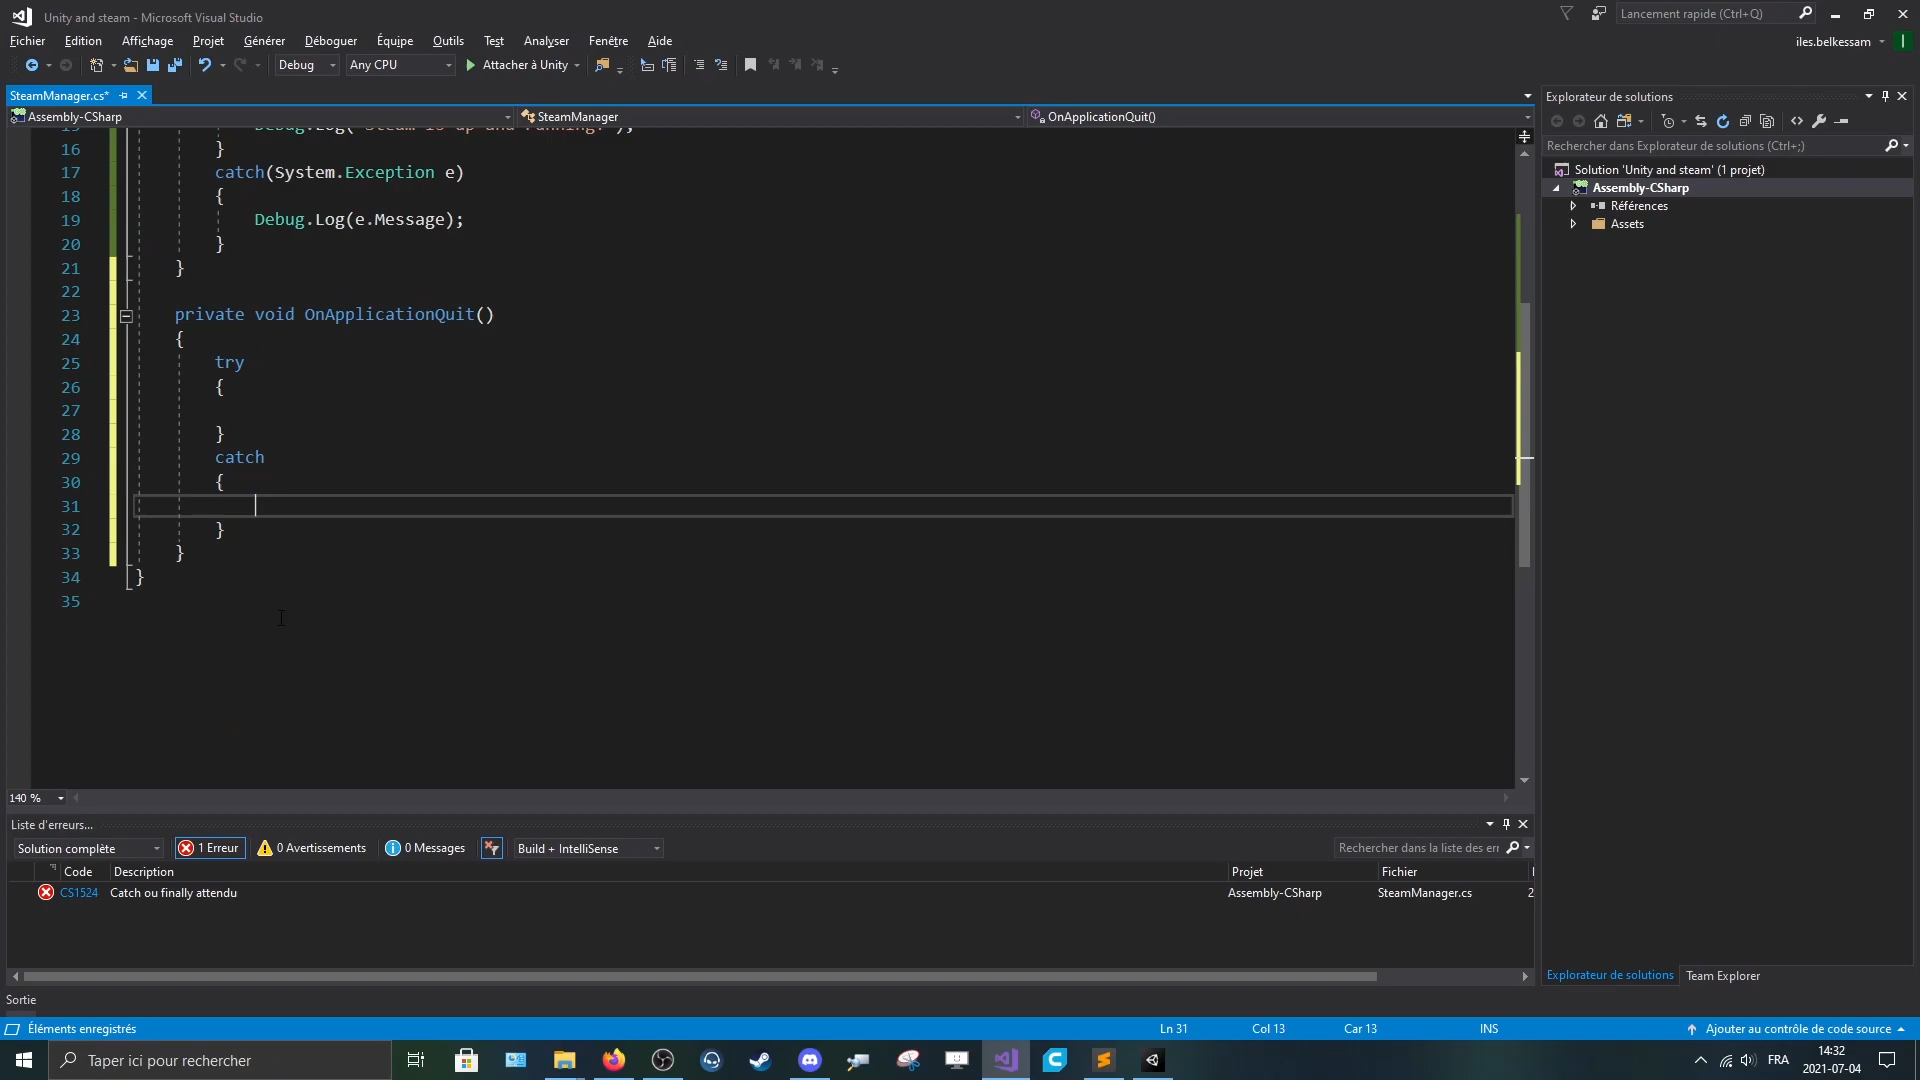 Unity and steam - Microsoft Visual Studio
Lancement rapide (Ctrl+Q)
Fichier Edition Affichage Projet Générer Déboguer Équipe Outils Test Analyser Fenêtre Aide
iles.belkessam
Debug Any CPU Attacher à Unity
SteamManager.cs*
Assembly-CSharp SteamManager OnApplicationQuit()
16 }
17 catch(System.Exception e)
18 {
19 Debug.Log(e.Message);
20 }
21 }
22
23 private void OnApplicationQuit()
24 {
25 try
26 {
27
28 }
29 catch
30 {
31
32 }
33 }
34 }
35
140 %
Explorateur de solutions
Rechercher dans Explorateur de solutions (Ctrl+;)
Solution 'Unity and steam' (1 projet)
Assembly-CSharp
Références
Assets
Explorateur de solutions Team Explorer
Liste d'erreurs...
Solution complète 1 Erreur 0 Avertissements 0 Messages Build + IntelliSense Rechercher dans la liste des err
Code Description Projet Fichier
CS1524 Catch ou finally attendu Assembly-CSharp SteamManager.cs 2
Sortie
Éléments enregistrés Ln 31 Col 13 Car 13 INS Ajouter au contrôle de code source
Taper ici pour rechercher
FRA
14:32
2021-07-04